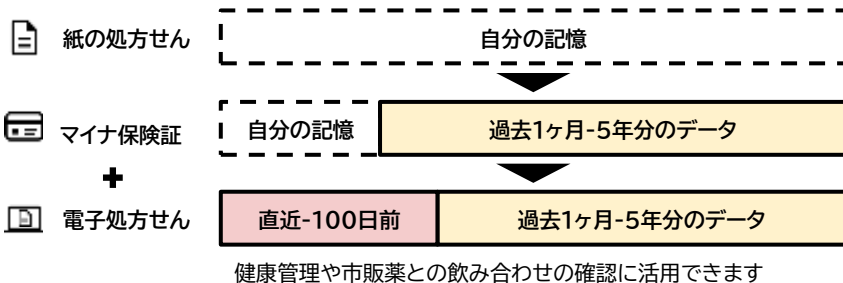 紙の処方せん 自分の記憶
マイナ保険証 自分の記憶 過去1ヶ月-5年分のデータ
+
電子処方せん 直近-100日前 過去1ヶ月-5年分のデータ
健康管理や市販薬との飲み合わせの確認に活用できます